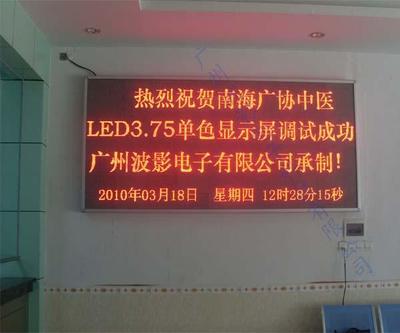 热烈祝贺南海广协中医
LED3.75单色显示屏调试成功
广州波影电子有限公司承制!
2010年03月18日 星期四 12时28分15秒